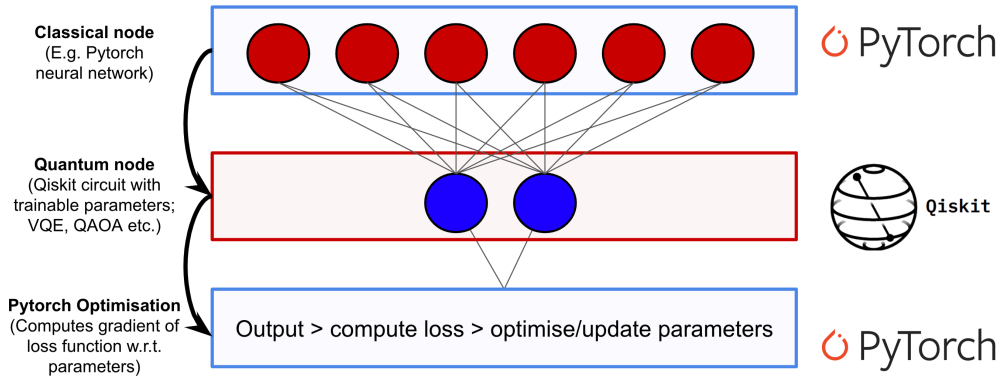 Classical node
(E.g. Pytorch
neural network)
PyTorch
Quantum node
(Qiskit circuit with
trainable parameters;
VQE, QAOA etc.)
Qiskit
Pytorch Optimisation
(Computes gradient of
loss function w.r.t.
parameters)
Output > compute loss > optimise/update parameters
PyTorch